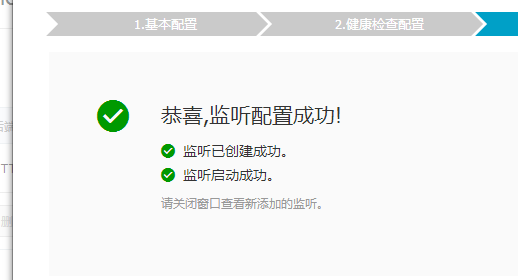 1.基本配置
2.健康检查配置
恭喜,监听配置成功!
监听已创建成功。
监听启动成功。
请关闭窗口查看新添加的监听。